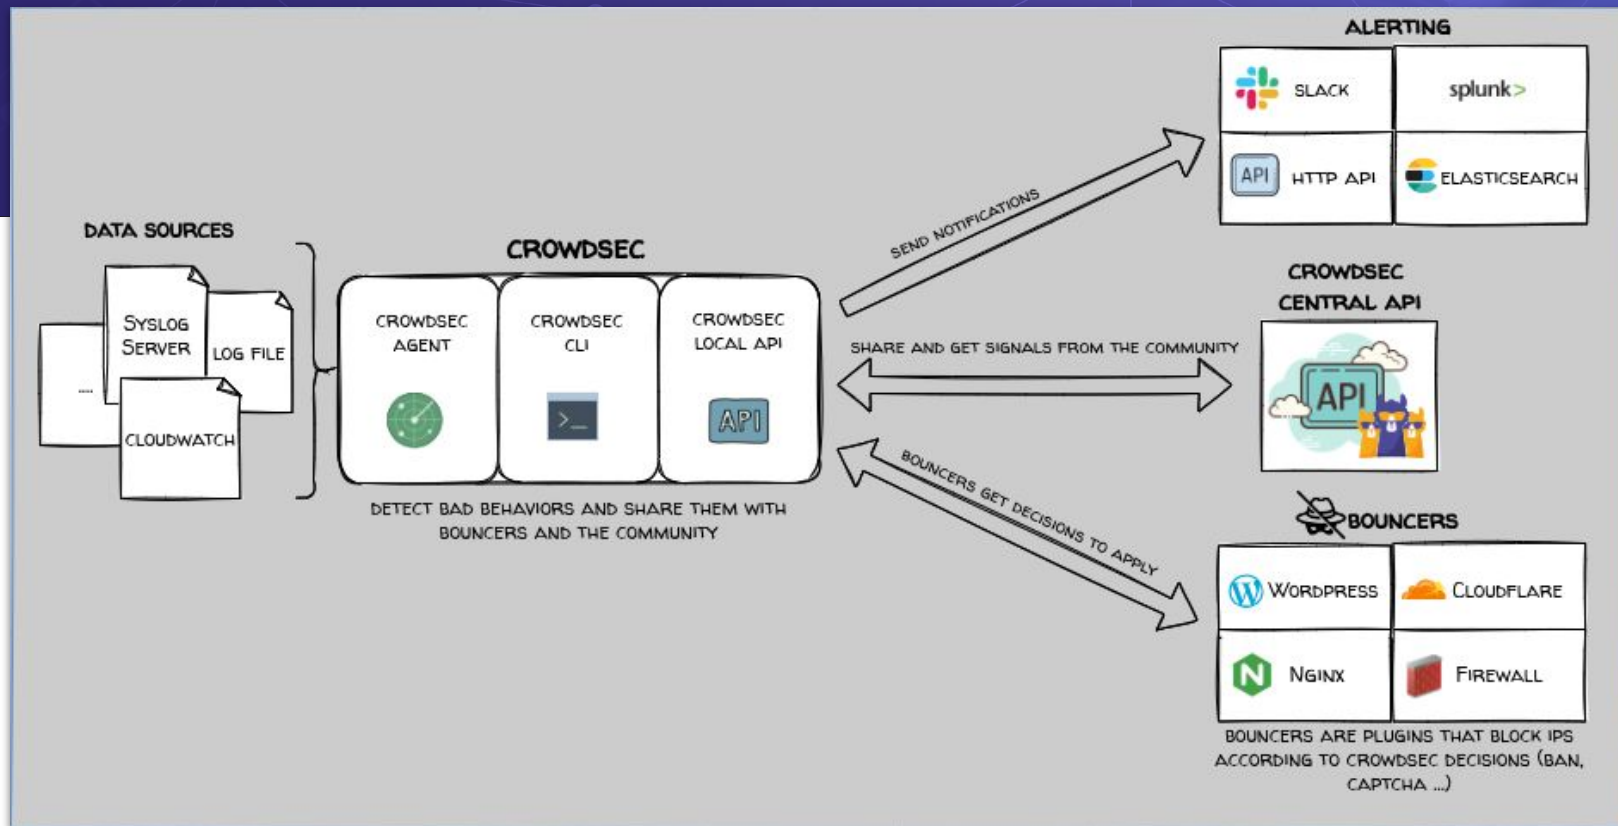 ALERTING
SLACK
splunk>
API
HTTP API
ELASTICSEARCH
SEND NOTIFICATIONS
DATA SOURCES
SYSLOG
SERVER
LOG FILE
....
CLOUDWATCH
CROWDSEC
CROWDSEC
AGENT
CROWDSEC
CLI
>_
CROWDSEC
LOCAL API
API
DETECT BAD BEHAVIORS AND SHARE THEM WITH
BOUNCERS AND THE COMMUNITY
CROWDSEC
CENTRAL API
SHARE AND GET SIGNALS FROM THE COMMUNITY
API
BOUNCERS GET DECISIONS TO APPLY
BOUNCERS
WORDPRESS
CLOUDFLARE
N
NGINX
FIREWALL
BOUNCERS ARE PLUGINS THAT BLOCK IPS
ACCORDING TO CROWDSEC DECISIONS (BAN,
CAPTCHA ...)